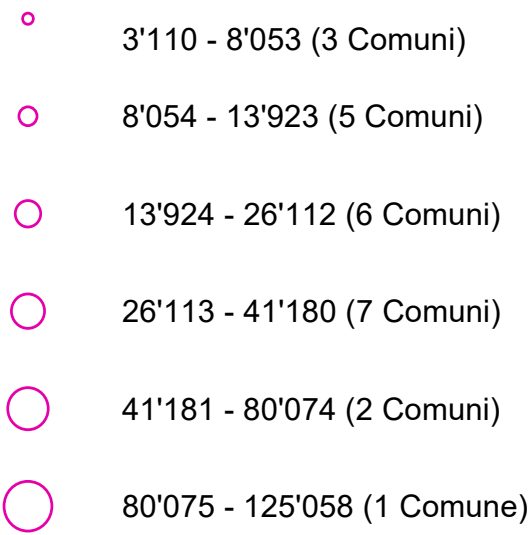 3'110 - 8'053 (3 Comuni)
8'054 - 13'923 (5 Comuni)
13'924 - 26'112 (6 Comuni)
26'113 - 41'180 (7 Comuni)
41'181 - 80'074 (2 Comuni)
80'075 - 125'058 (1 Comune)